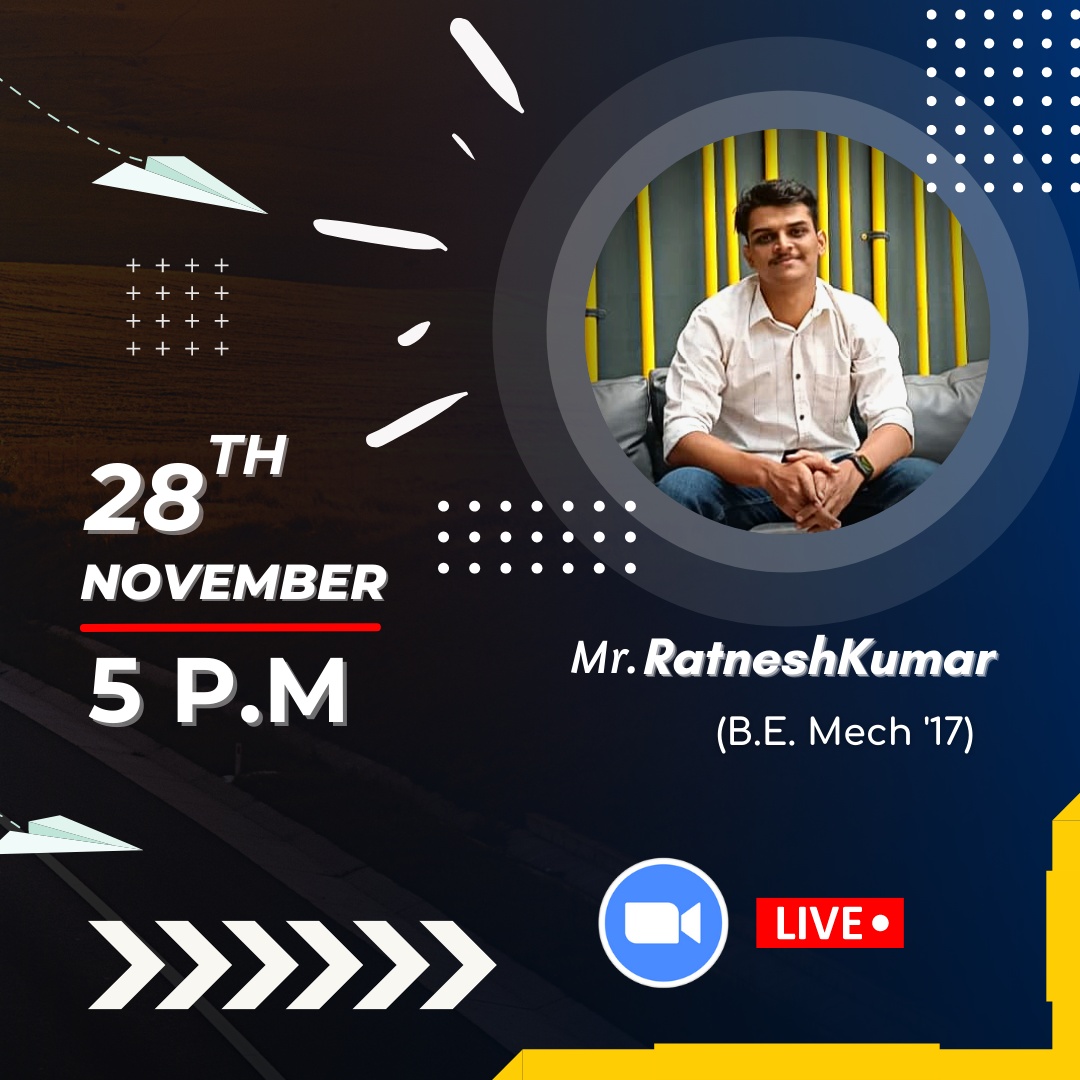 28TH
NOVEMBER
5 P.M
Mr. RatneshKumar
(B.E. Mech '17)
LIVE